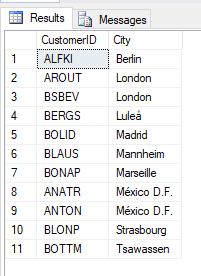 Results Messages
CustomerID City
1 ALFKI Berlin
2 AROUT London
3 BSBEV London
4 BERGS Luleå
5 BOLID Madrid
6 BLAUS Mannheim
7 BONAP Marseille
8 ANATR México D.F.
9 ANTON México D.F.
10 BLONP Strasbourg
11 BOTTM Tsawassen